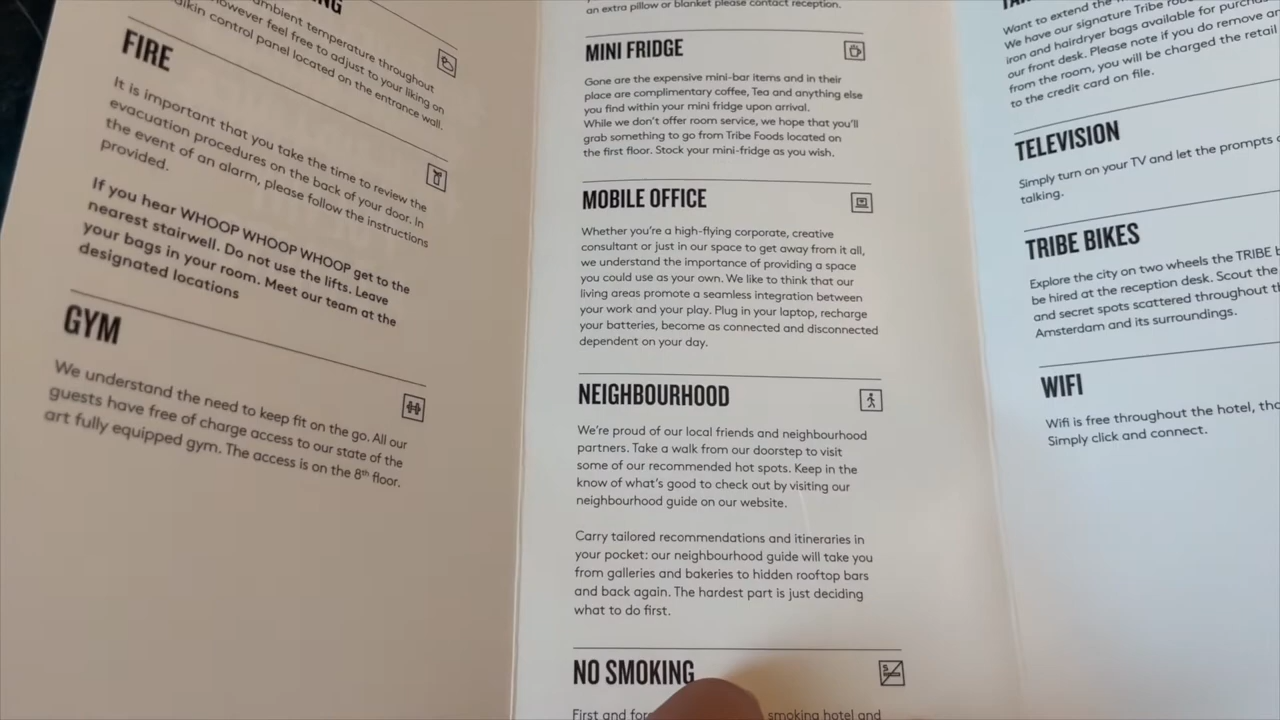 NG
ambient temperature throughout
however feel free to adjust to your liking on
control panel located on the entrance wall.
FIRE
It is important that you take the time to review the
evacuation procedures on the back of your door. In
the event of an alarm, please follow the instructions
provided.
If you hear WHOOP WHOOP WHOOP get to the
nearest stairwell. Do not use the lifts. Leave
your bags in your room. Meet our team at the
designated locations
GYM
We understand the need to keep fit on the go. All our
guests have free of charge access to our state of the
art fully equipped gym. The access is on the 8th floor.
an extra pillow or blanket please contact reception.
MINI FRIDGE
Gone are the expensive mini-bar items and in their
place are complimentary coffee, Tea and anything else
you find within your mini fridge upon arrival.
While we don't offer room service, we hope that you'll
grab something to go from Tribe Foods located on
the first floor. Stock your mini-fridge as you wish.
MOBILE OFFICE
Whether you're a high-flying corporate, creative
consultant or just in our space to get away from it all,
we understand the importance of providing a space
you could use as your own. We like to think that our
living areas promote a seamless integration between
your work and your play. Plug in your laptop, recharge
your batteries, become as connected and disconnected
dependent on your day.
NEIGHBOURHOOD
We're proud of our local friends and neighbourhood
partners. Take a walk from our doorstep to visit
some of our recommended hot spots. Keep in the
know of what's good to check out by visiting our
neighbourhood guide on our website.
Carry tailored recommendations and itineraries in
your pocket: our neighbourhood guide will take you
from galleries and bakeries to hidden rooftop bars
and back again. The hardest part is just deciding
what to do first.
NO SMOKING
First and for smoking hotel and
Want to extend the
We have our signature Tribe
iron and hairdryer bags available for
our front desk. Please note if you do remove
from the room, you will be charged the retail
to the credit card on file.
TELEVISION
Simply turn on your TV and let the prompts
talking.
TRIBE BIKES
Explore the city on two wheels the TRIBE
be hired at the reception desk. Scout the
and secret spots scattered throughout
Amsterdam and its surroundings.
WIFI
Wifi is free throughout the hotel,
Simply click and connect.